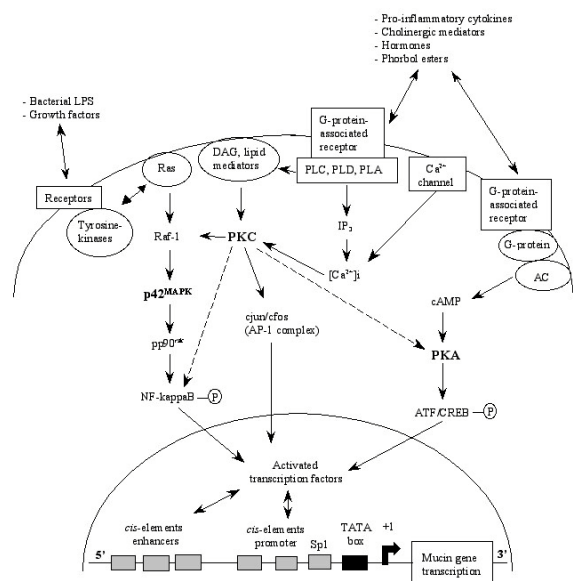 - Pro-inflammatory cytokines
- Cholinergic mediators
- Hormones
- Phorbol esters
- Bacterial LPS
- Growth factors
G-protein-
associated
receptor
DAG, lipid
mediators
Ras
PLC, PLD, PLA
Ca²⁺
channel
G-protein-
associated
receptor
Receptors
Tyrosine-
kinases
G-protein
AC
Raf-1
PKC
IP₃
[Ca²⁺]i
cAMP
p42ᴹᴬᴾᴷ
cjun/cfos
(AP-1 complex)
pp90ʳˢᵏ
PKA
NF-kappaB
P
ATF/CREB
P
Activated
transcription factors
cis-elements
enhancers
cis-elements
promoter
Sp1
TATA
box
+1
5'
Mucin gene
transcription
3'